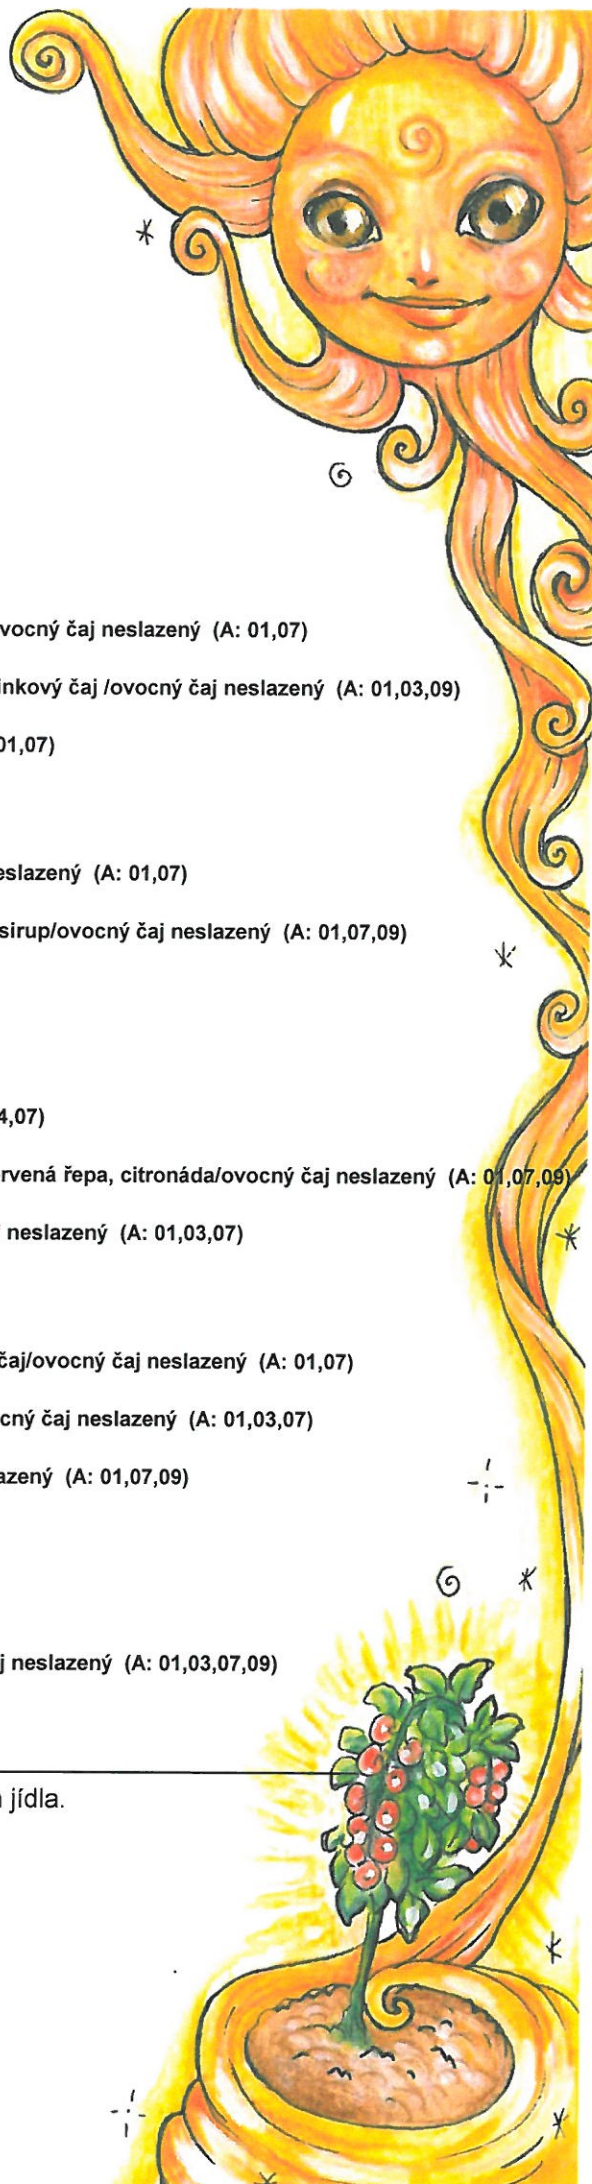 vocný čaj neslazený (A: 01,07)
inkový čaj /ovocný čaj neslazený (A: 01,03,09)
01,07)
eslazený (A: 01,07)
sirup/ovocný čaj neslazený (A: 01,07,09)
4,07)
rvená řepa, citronáda/ovocný čaj neslazený (A: 01,07,09)
neslazený (A: 01,03,07)
čaj/ovocný čaj neslazený (A: 01,07)
cný čaj neslazený (A: 01,03,07)
azený (A: 01,07,09)
j neslazený (A: 01,03,07,09)
jídla.